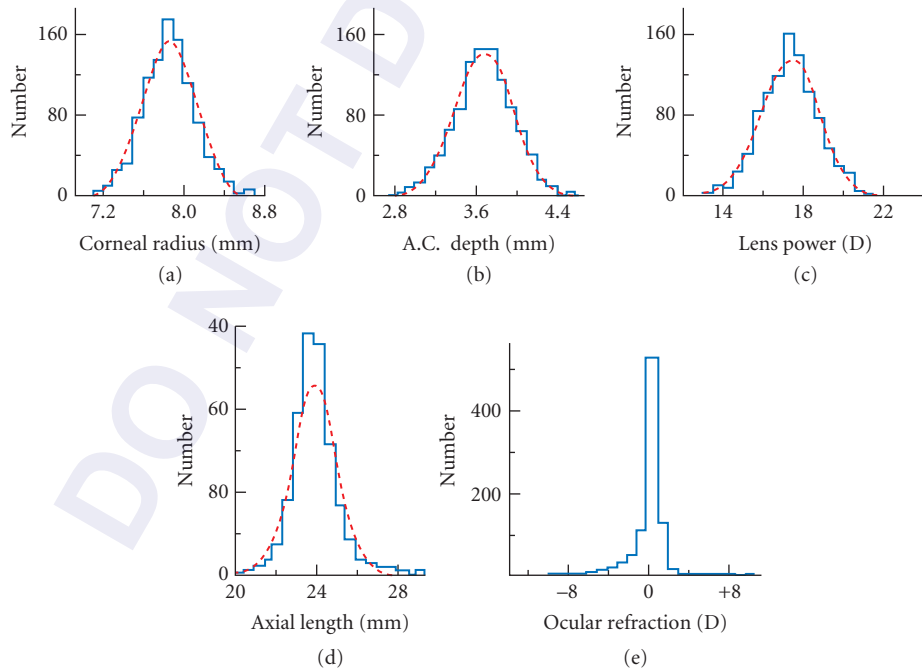 DO NOT D
160
80
0
Number
7.2 8.0 8.8
Corneal radius (mm)
(a)
160
80
0
Number
2.8 3.6 4.4
A.C. depth (mm)
(b)
160
80
0
Number
14 18 22
Lens power (D)
(c)
40
60
80
0
Number
20 24 28
Axial length (mm)
(d)
400
200
Number
−8 0 +8
Ocular refraction (D)
(e)